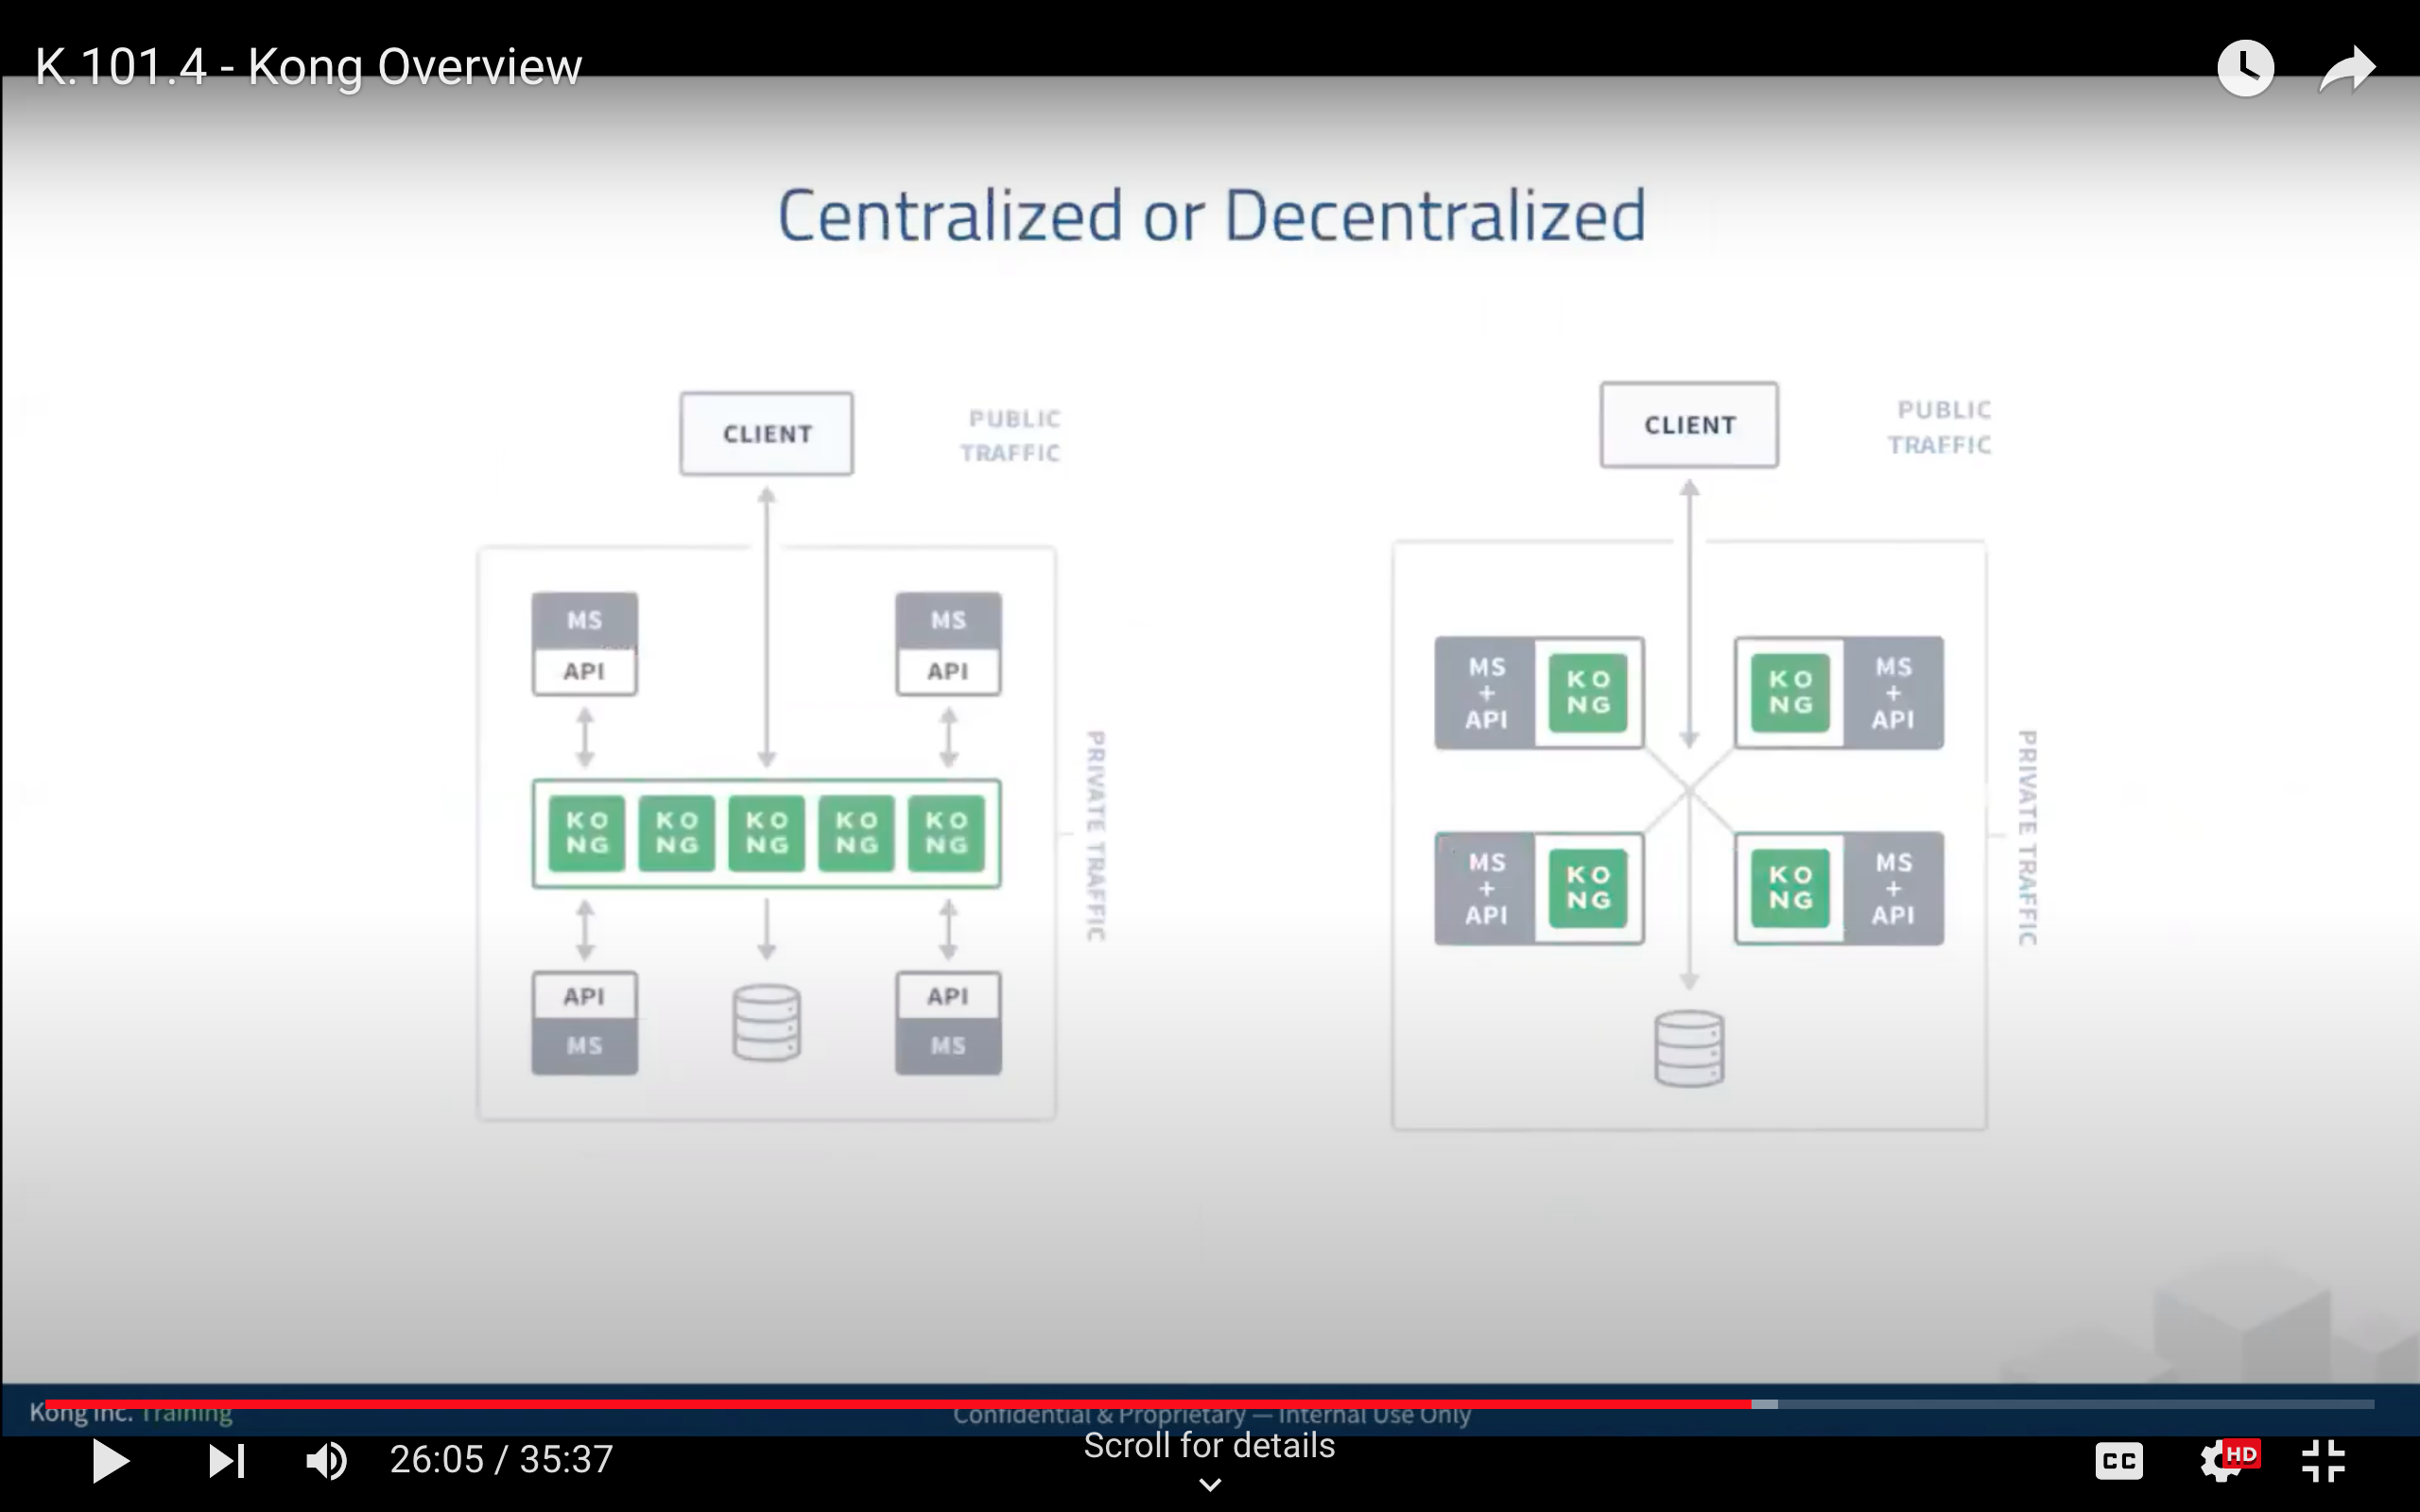 K.101.4 - Kong Overview
Centralized or Decentralized
CLIENT
PUBLIC
TRAFFIC
MS
API
MS
API
KO
NG
KO
NG
KO
NG
KO
NG
KO
NG
API
MS
API
MS
PRIVATE TRAFFIC
CLIENT
PUBLIC
TRAFFIC
MS
+
API
KO
NG
KO
NG
MS
+
API
MS
+
API
KO
NG
KO
NG
MS
+
API
PRIVATE TRAFFIC
Kong Inc. Training
Confidential & Proprietary — Internal Use Only
Scroll for details
26:05 / 35:37
CC
HD